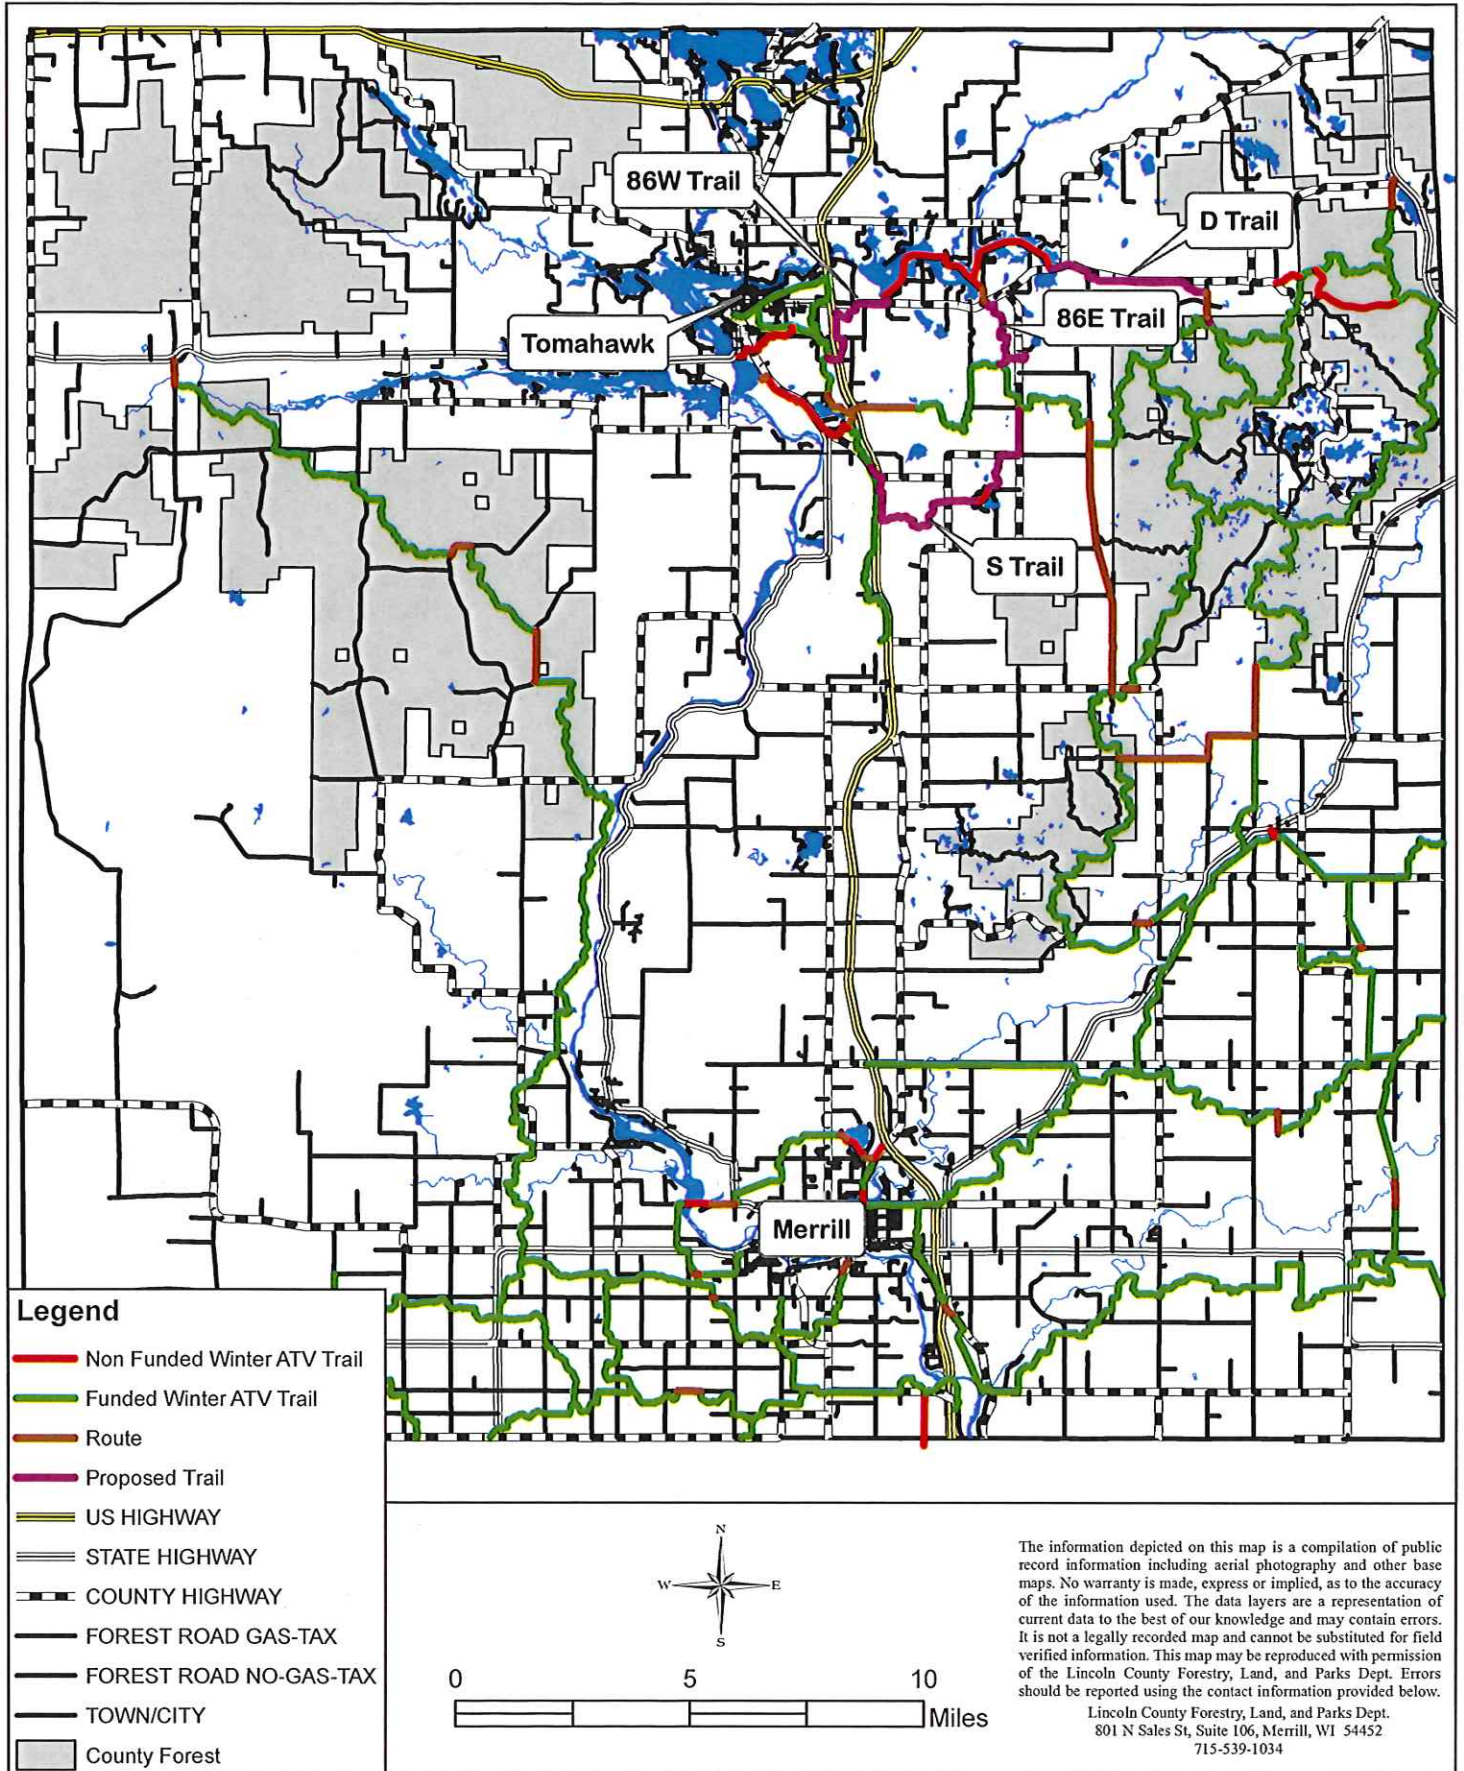 86W Trail
D Trail
86E Trail
Tomahawk
S Trail
Merrill
Legend
Non Funded Winter ATV Trail
Funded Winter ATV Trail
Route
Proposed Trail
US HIGHWAY
STATE HIGHWAY
COUNTY HIGHWAY
FOREST ROAD GAS-TAX
FOREST ROAD NO-GAS-TAX
TOWN/CITY
County Forest
N
W E
S
0 5 10
Miles
The information depicted on this map is a compilation of public
record information including aerial photography and other base
maps. No warranty is made, express or implied, as to the accuracy
of the information used. The data layers are a representation of
current data to the best of our knowledge and may contain errors.
It is not a legally recorded map and cannot be substituted for field
verified information. This map may be reproduced with permission
of the Lincoln County Forestry, Land, and Parks Dept. Errors
should be reported using the contact information provided below.
Lincoln County Forestry, Land, and Parks Dept.
801 N Sales St, Suite 106, Merrill, WI 54452
715-539-1034